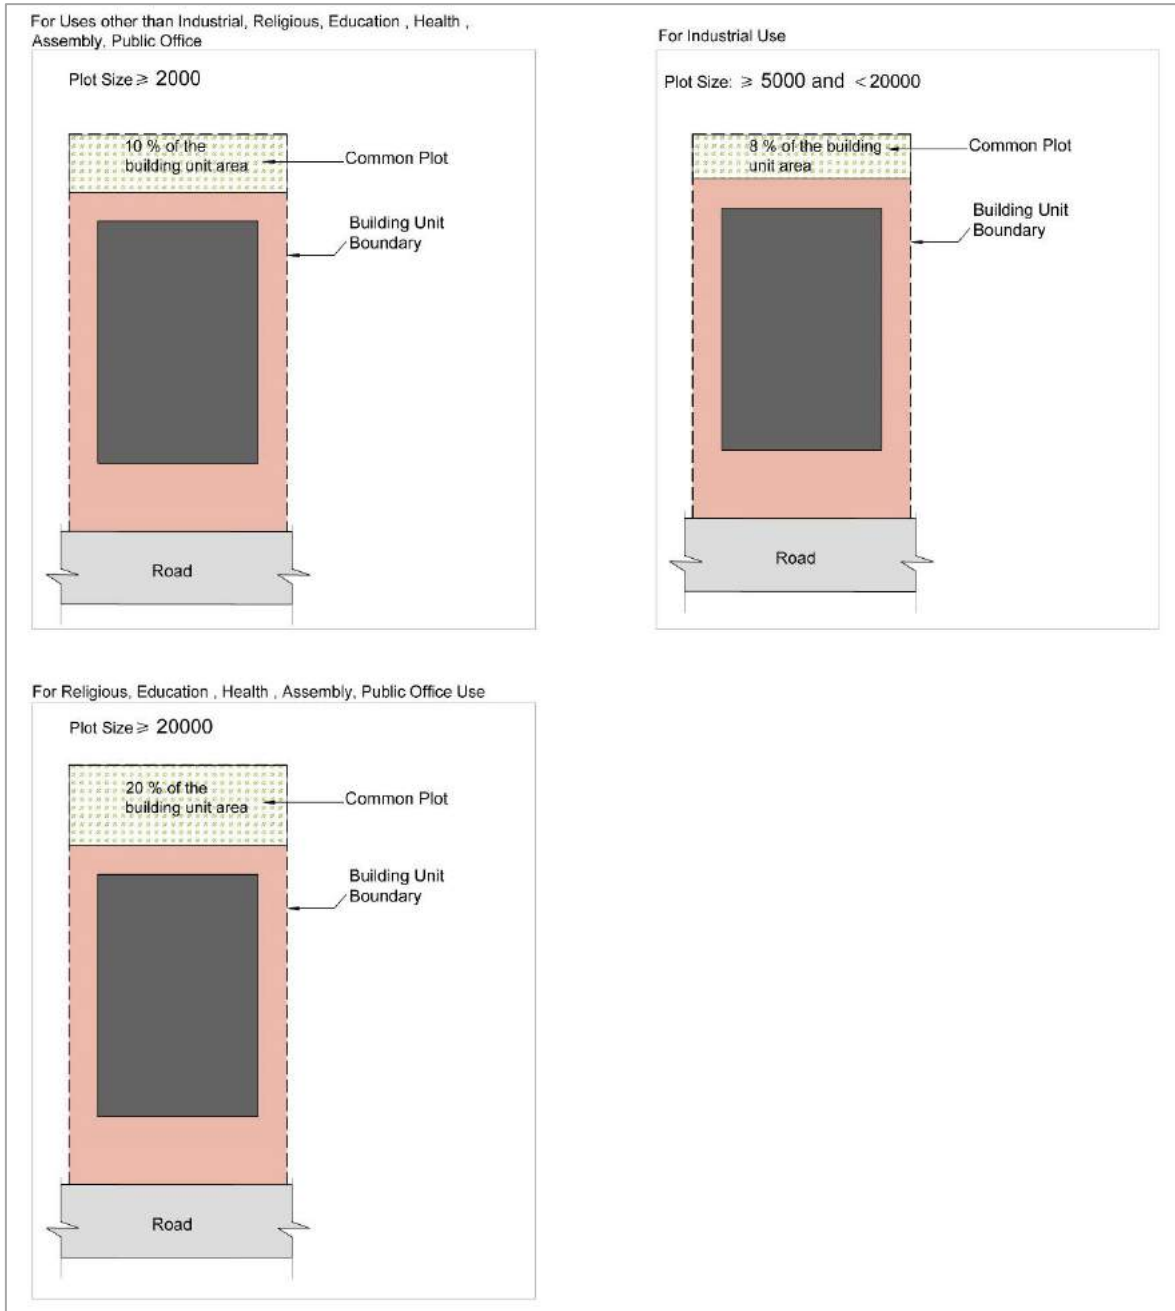 For Uses other than Industrial, Religious, Education , Health ,
Assembly, Public Office
Plot Size ≥ 2000
10 % of the
building unit area
Common Plot
Building Unit
Boundary
Road
For Industrial Use
Plot Size: ≥ 5000 and < 20000
8 % of the building
unit area
Common Plot
Building Unit
Boundary
Road
For Religious, Education , Health , Assembly, Public Office Use
Plot Size ≥ 20000
20 % of the
building unit area
Common Plot
Building Unit
Boundary
Road